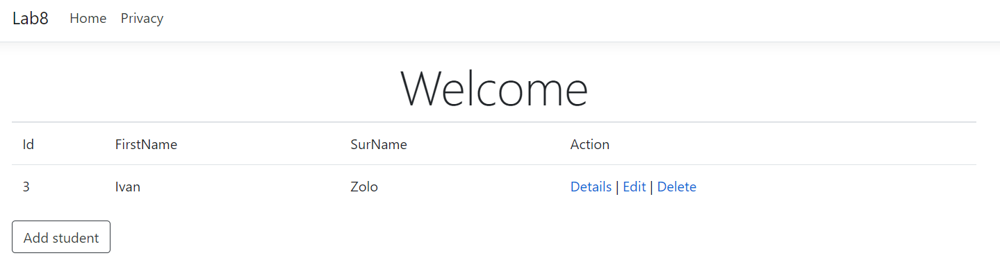 Lab8 Home Privacy
Welcome
Id FirstName SurName Action
3 Ivan Zolo Details | Edit | Delete
Add student